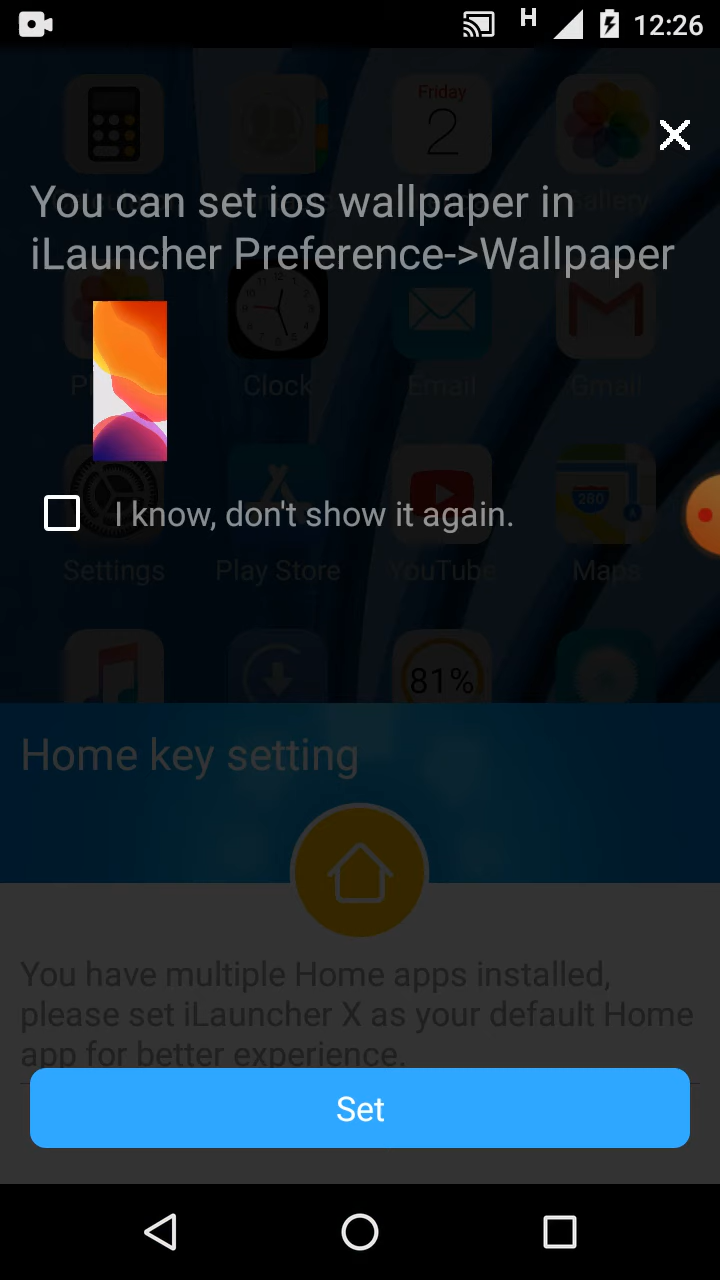 H 12:26
Friday
2
Gallery
You can set ios wallpaper in
iLauncher Preference->Wallpaper
Clock Email Gmail
280
A
I know, don't show it again.
Settings Play Store YouTube Maps
81%
Home key setting
You have multiple Home apps installed,
please set iLauncher X as your default Home
app for better experience.
Set